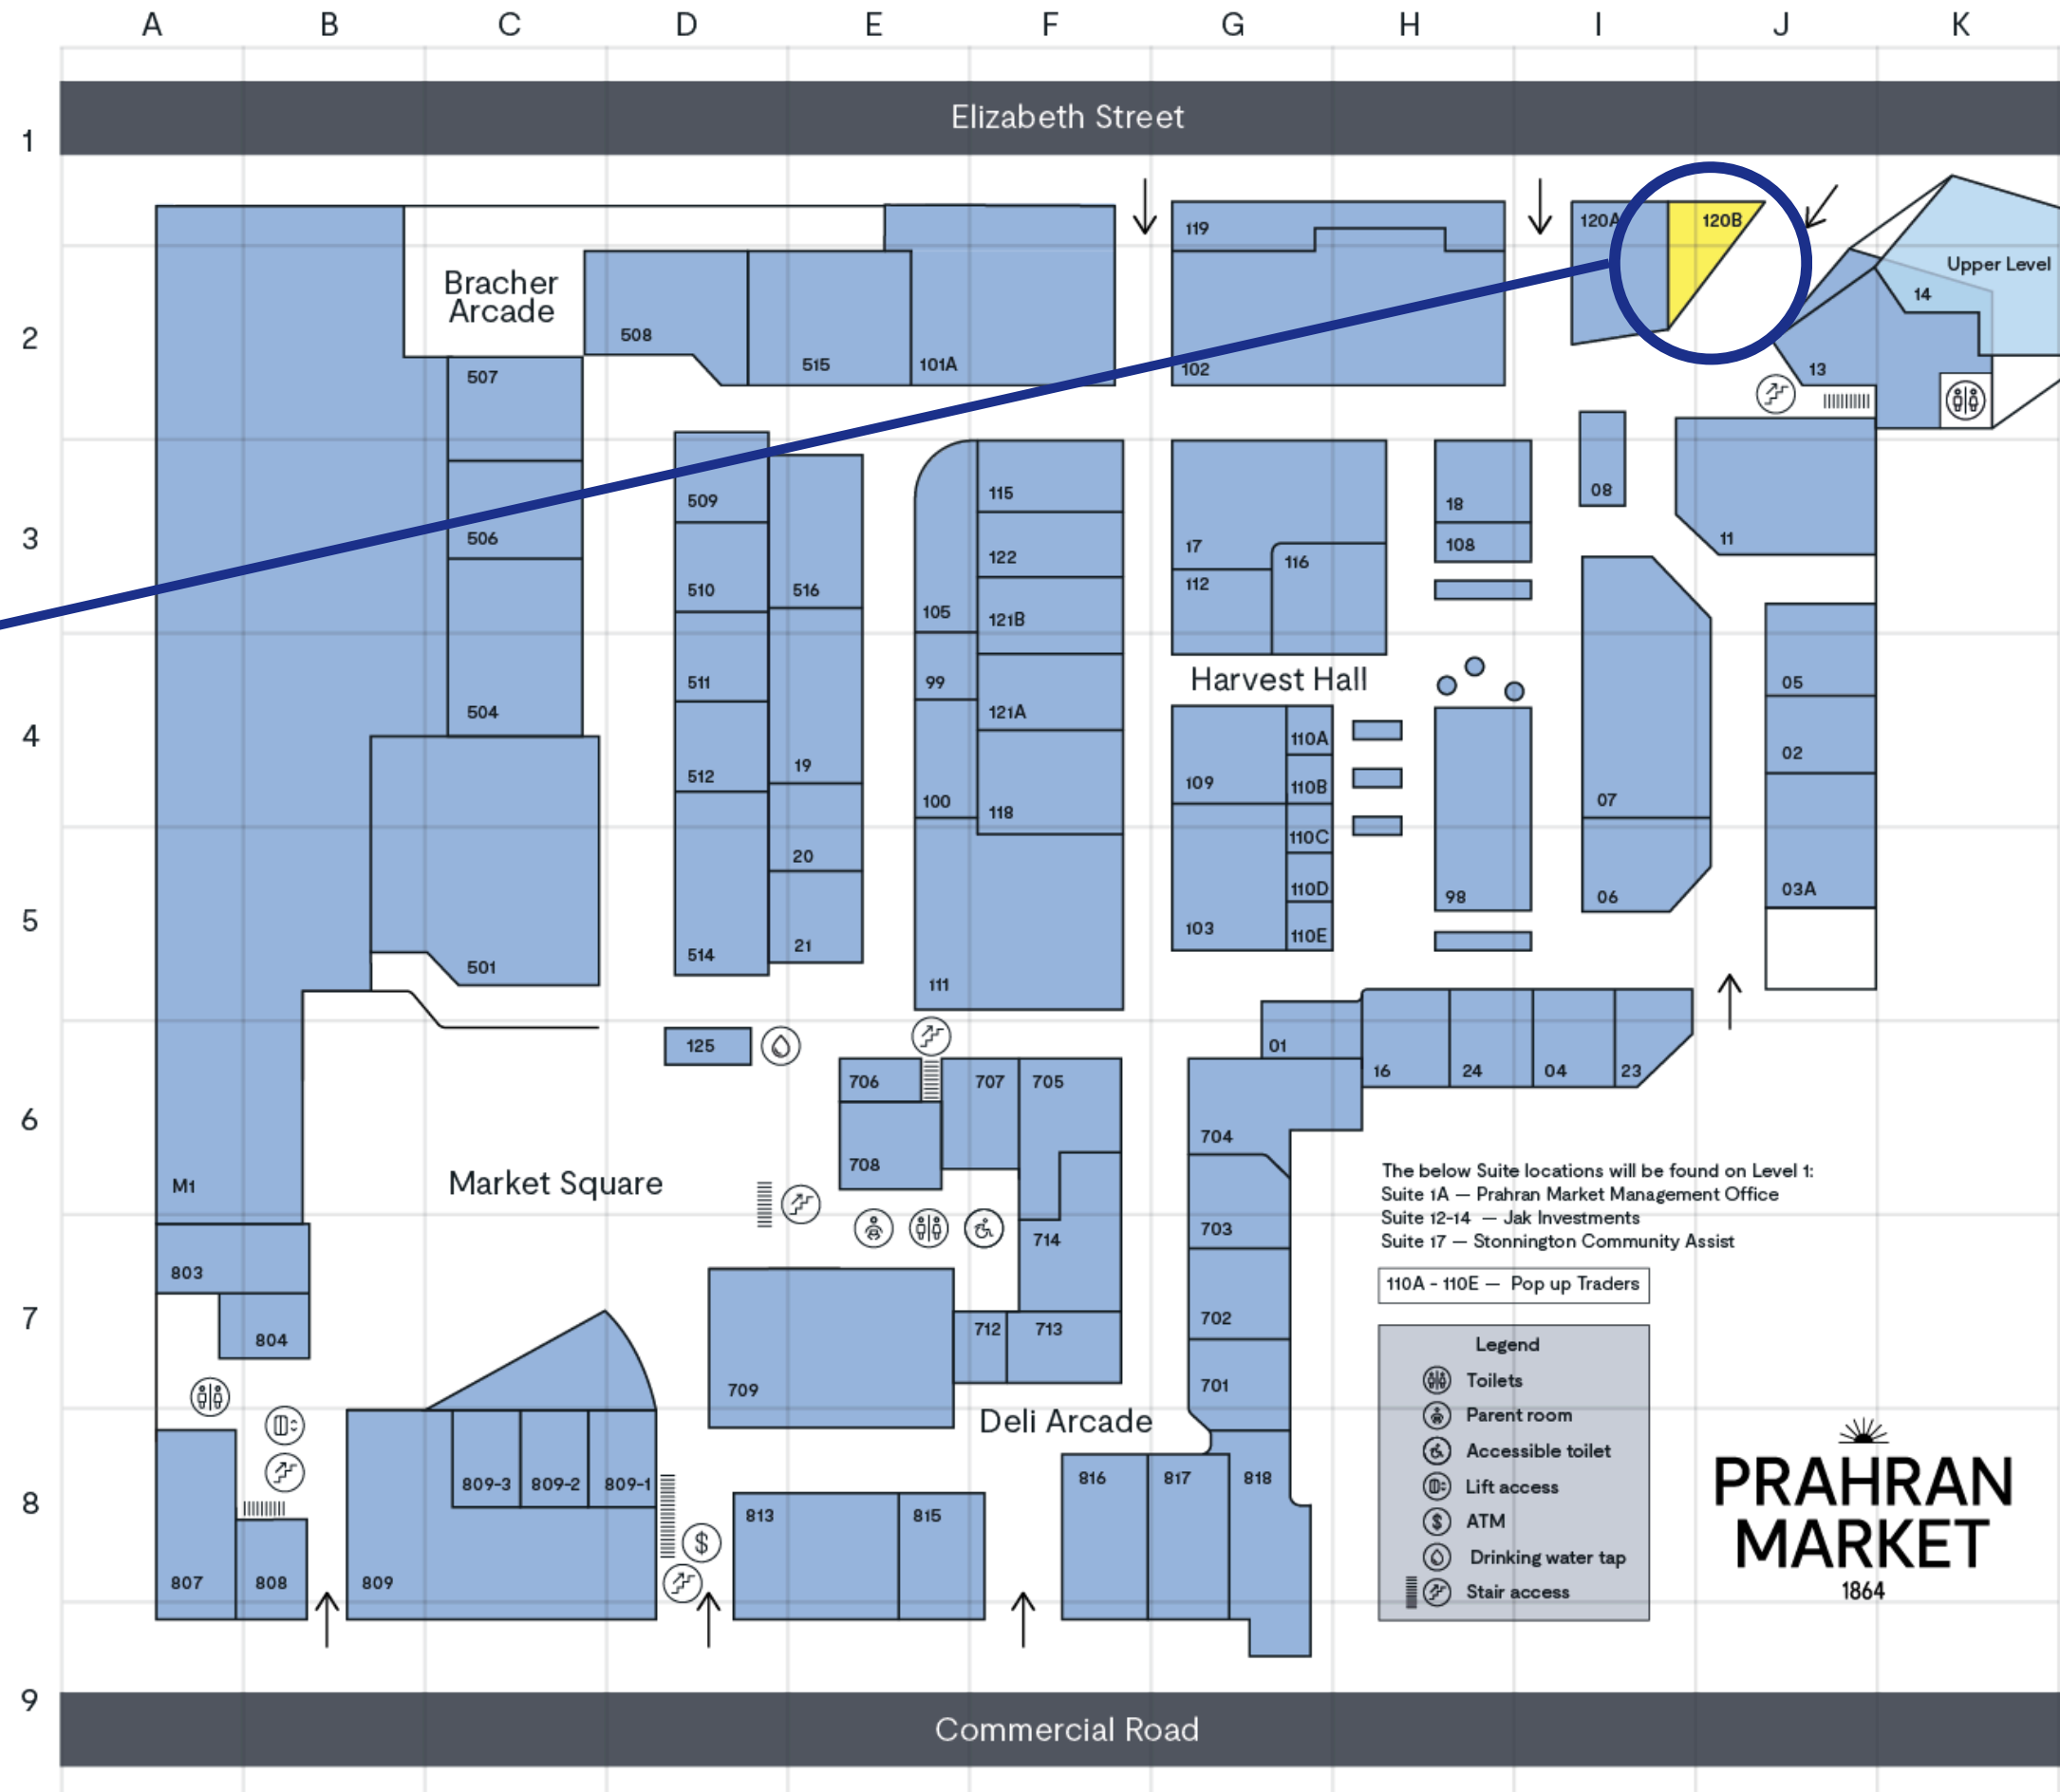 A B C D E F G H I J K
1
Elizabeth Street
119
120A
120B
Upper Level
14
Bracher
Arcade
2
508
515
101A
102
13
507
509
115
18
08
3
506
17
108
11
116
122
112
510
516
105
121B
511
99
Harvest Hall
05
504
121A
4
110A
02
512
19
109
110B
100
118
07
110C
20
110D
03A
98
06
5
103
110E
514
21
501
111
125
01
706
707
705
16
24
04
23
6
704
708
M1
Market Square
The below Suite locations will be found on Level 1:
Suite 1A — Prahran Market Management Office
Suite 12-14 — Jak Investments
Suite 17 — Stonnington Community Assist
703
714
803
110A - 110E — Pop up Traders
7
702
712
713
804
Legend
Toilets
709
701
Deli Arcade
Parent room
Accessible toilet
8
809-3
809-2
809-1
816
817
818
Lift access
813
815
$
$
ATM
Drinking water tap
807
808
809
Stair access
PRAHRAN
MARKET
1864
9
Commercial Road